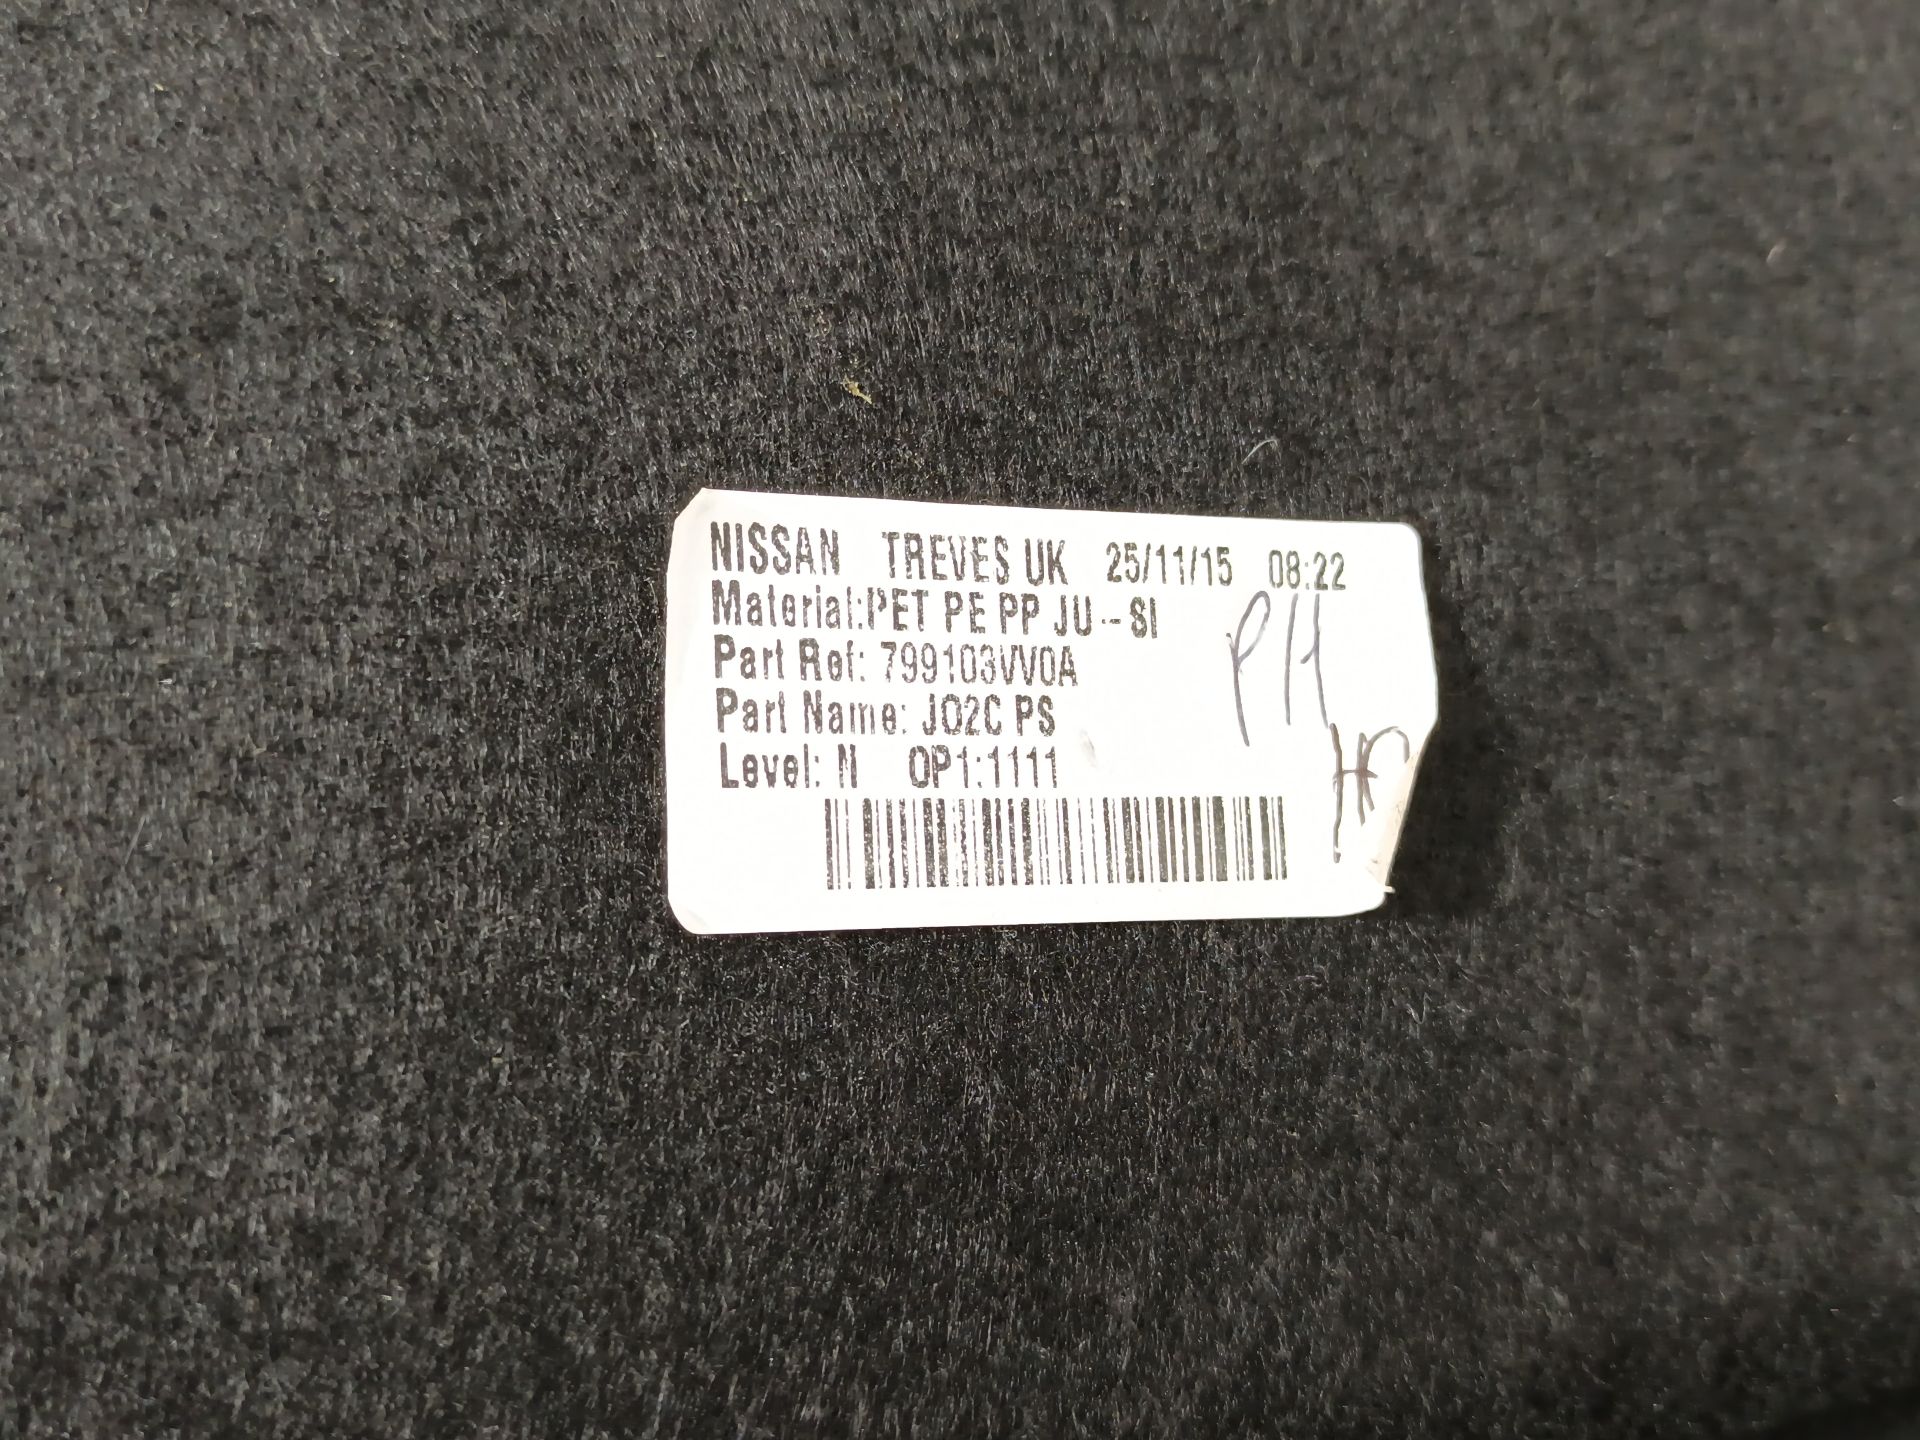 NISSAN TREVES UK 25/11/15 08:22
Material:PET PE PP JU -- SI
Part Ref: 799103VV0A
Part Name: JO2C PS
Level: N OP1:1111
PH